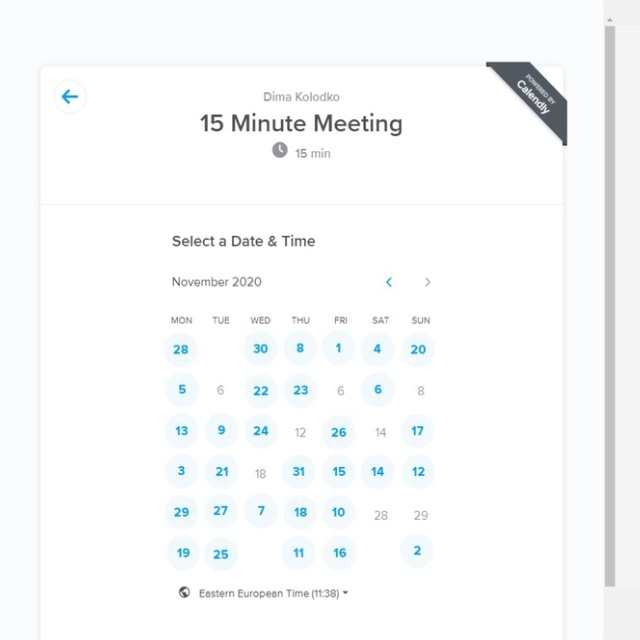 POWERED BY
Calendly
Dima Kolodko
15 Minute Meeting
15 min
Select a Date & Time
November 2020
MON TUE WED THU FRI SAT SUN
28 30 8 1 4 20
5 6 22 23 6 6 8
13 9 24 12 26 14 17
3 21 18 31 15 14 12
29 27 7 18 10 28 29
19 25 11 16 2
Eastern European Time (11:38)